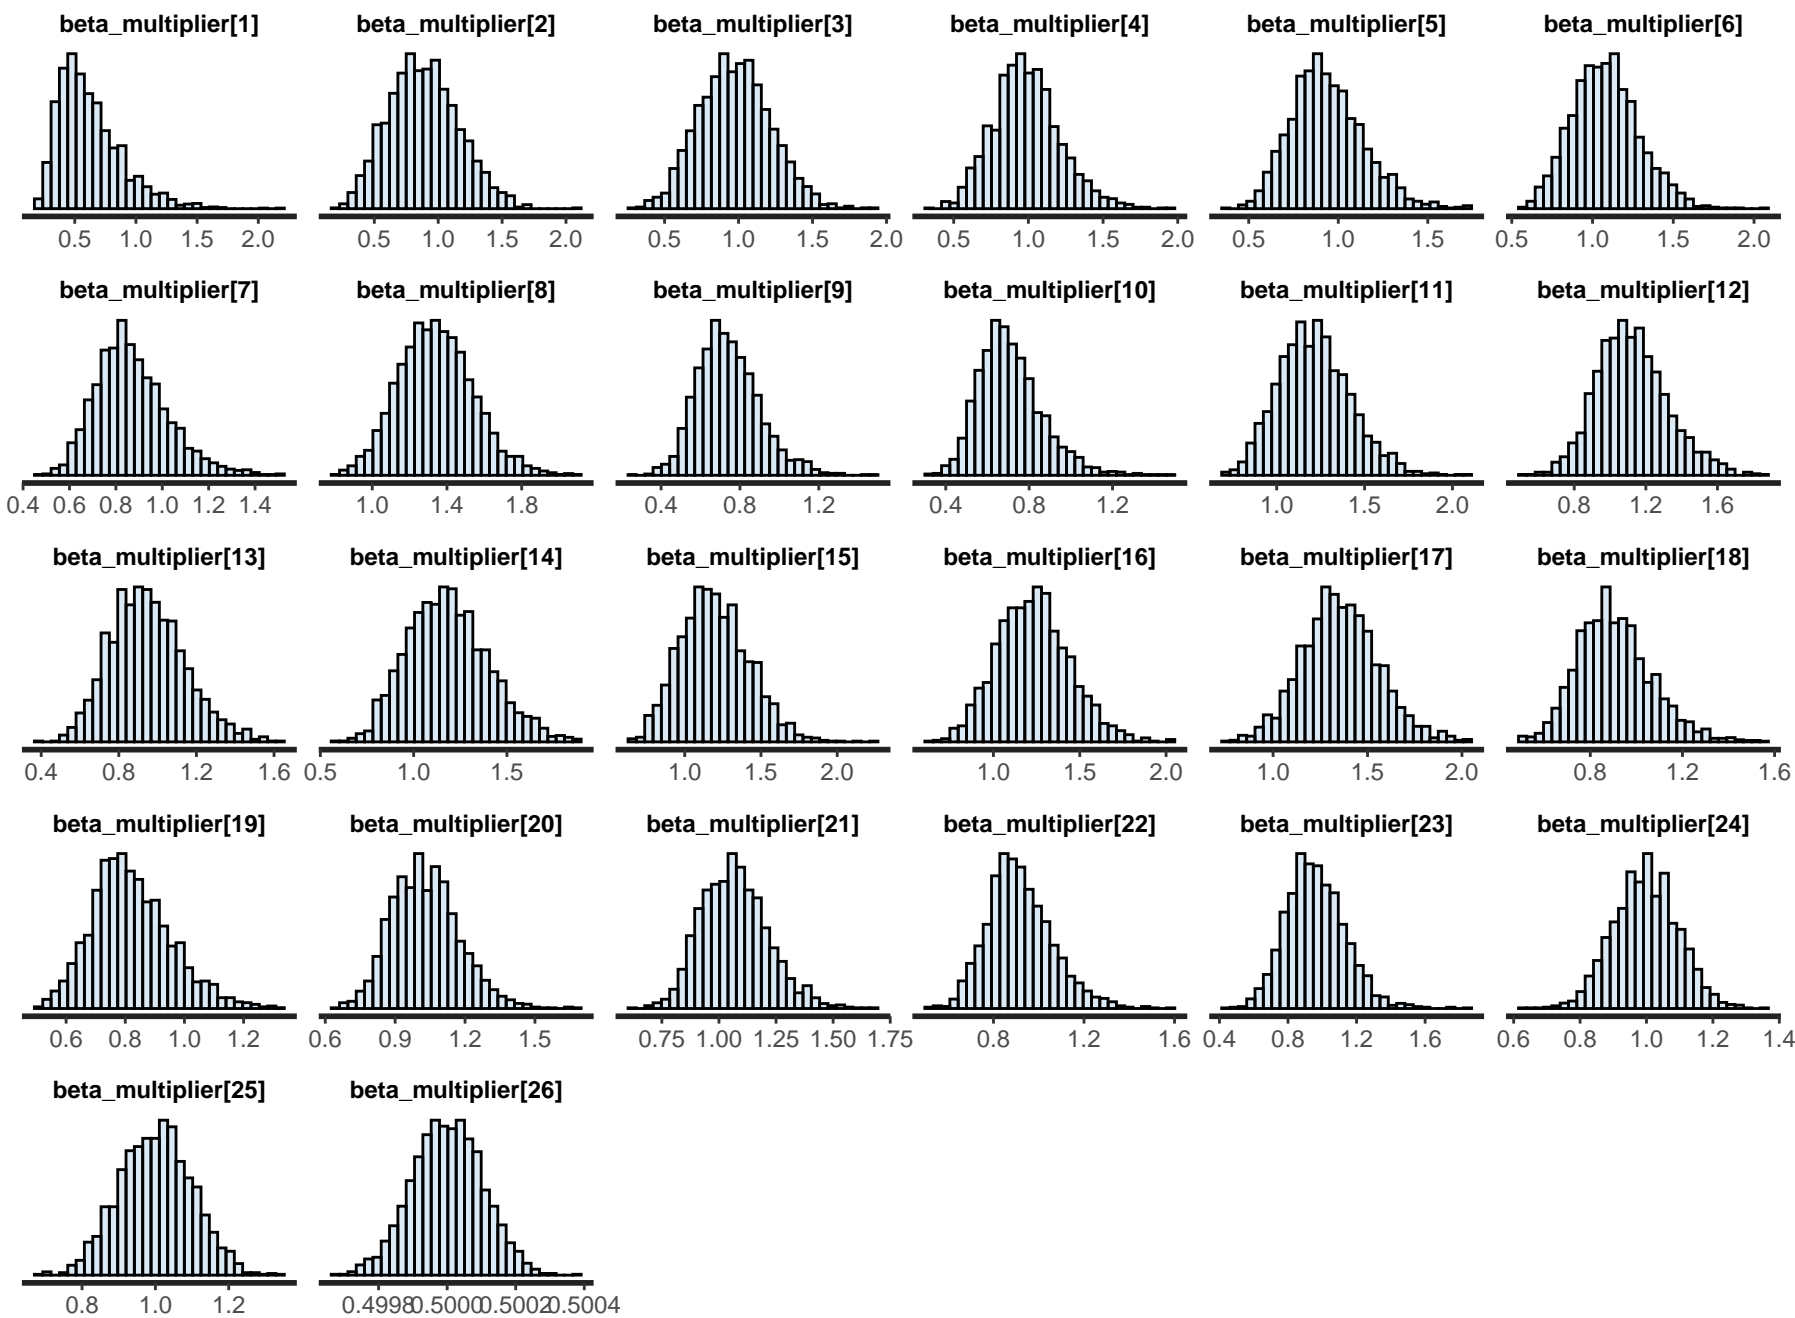 beta_multiplier[1] beta_multiplier[2] beta_multiplier[3] beta_multiplier[4] beta_multiplier[5] beta_multiplier[6]
0.5 1.0 1.5 2.0 0.5 1.0 1.5 2.0 0.5 1.0 1.5 2.0 0.5 1.0 1.5 2.0 0.5 1.0 1.5 0.5 1.0 1.5 2.0
beta_multiplier[7] beta_multiplier[8] beta_multiplier[9] beta_multiplier[10] beta_multiplier[11] beta_multiplier[12]
0.4 0.6 0.8 1.0 1.2 1.4 1.0 1.4 1.8 0.4 0.8 1.2 0.4 0.8 1.2 1.0 1.5 2.0 0.8 1.2 1.6
beta_multiplier[13] beta_multiplier[14] beta_multiplier[15] beta_multiplier[16] beta_multiplier[17] beta_multiplier[18]
0.4 0.8 1.2 1.6 0.5 1.0 1.5 1.0 1.5 2.0 1.0 1.5 2.0 1.0 1.5 2.0 0.8 1.2 1.6
beta_multiplier[19] beta_multiplier[20] beta_multiplier[21] beta_multiplier[22] beta_multiplier[23] beta_multiplier[24]
0.6 0.8 1.0 1.2 0.6 0.9 1.2 1.5 0.75 1.00 1.25 1.50 1.75 0.8 1.2 1.6 0.4 0.8 1.2 1.6 0.6 0.8 1.0 1.2 1.4
beta_multiplier[25] beta_multiplier[26]
0.8 1.0 1.2 0.4998 0.5000 0.5002 0.5004